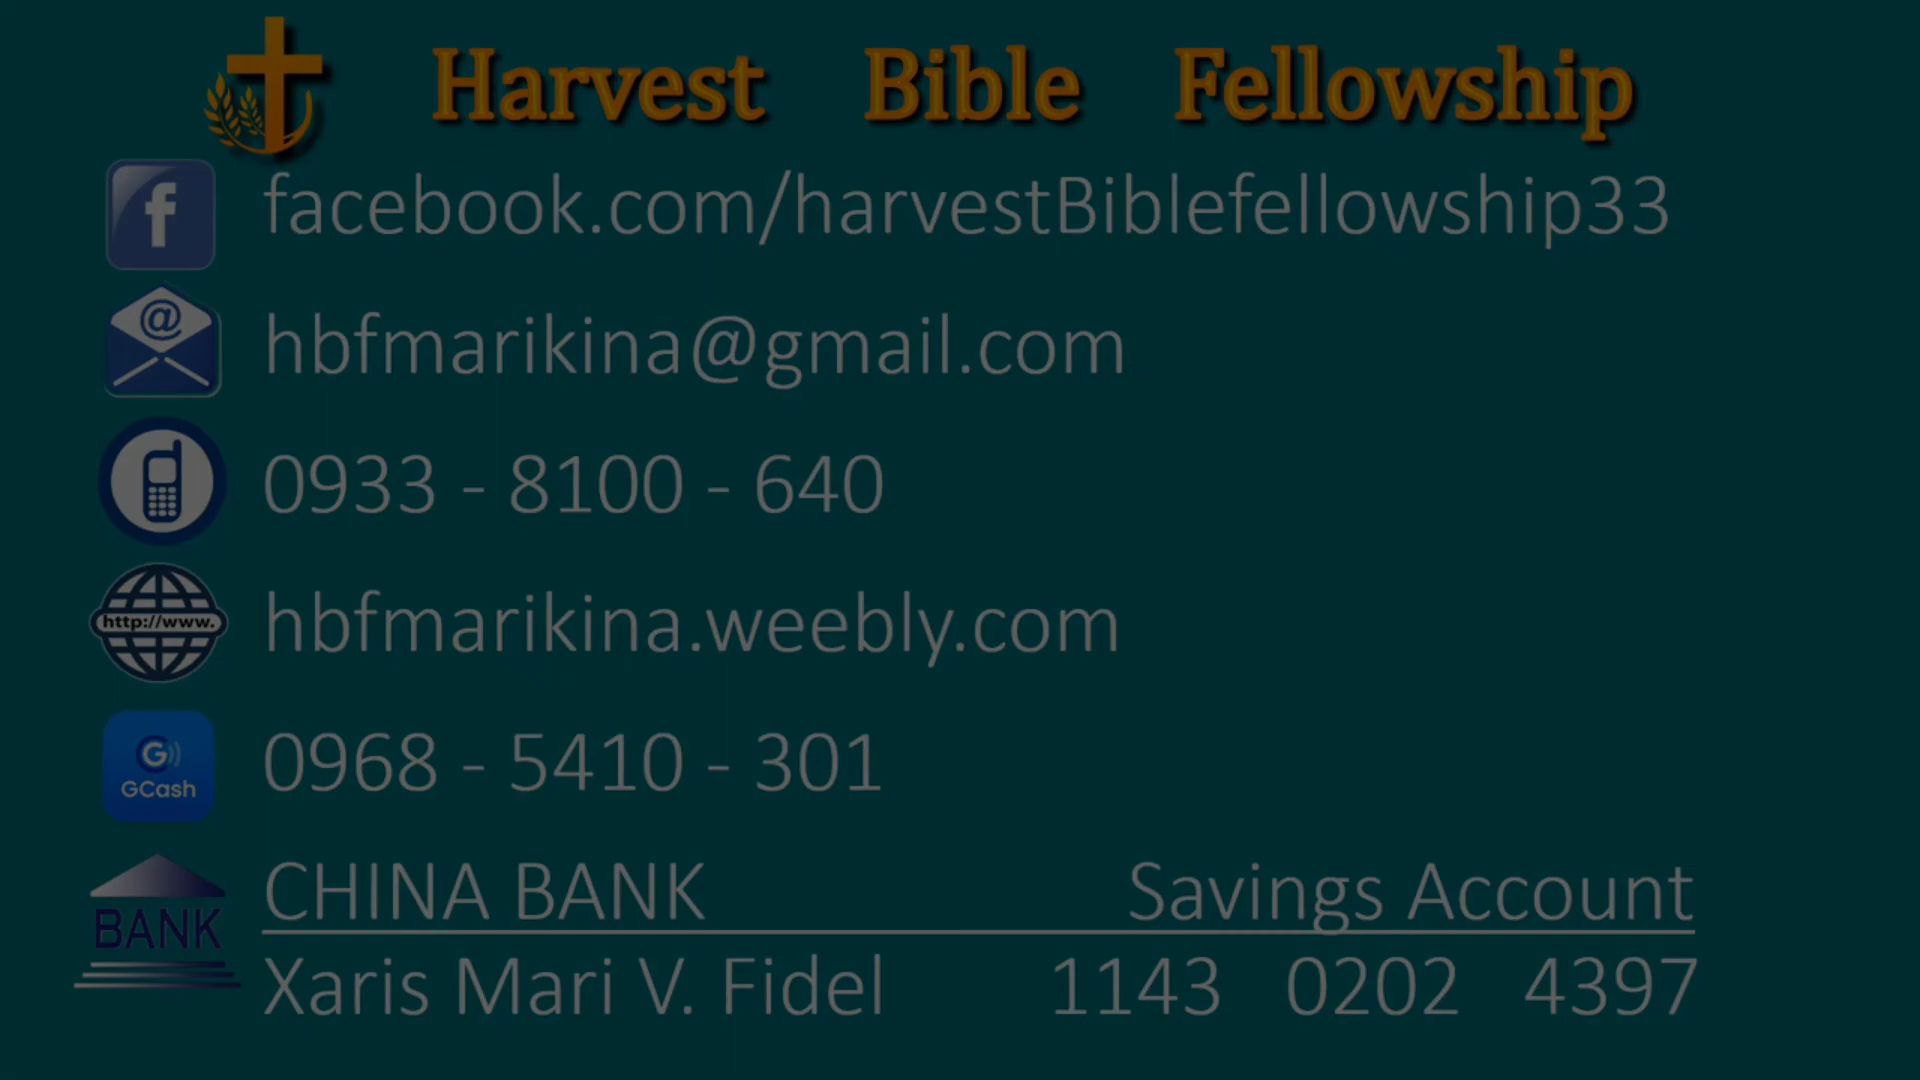 Harvest Bible Fellowship
facebook.com/harvestBiblefellowship33
hbfmarikina@gmail.com
0933 - 8100 - 640
http://www. hbfmarikina.weebly.com
GCash 0968 - 5410 - 301
CHINA BANK Savings Account
BANK
Xaris Mari V. Fidel 1143 0202 4397